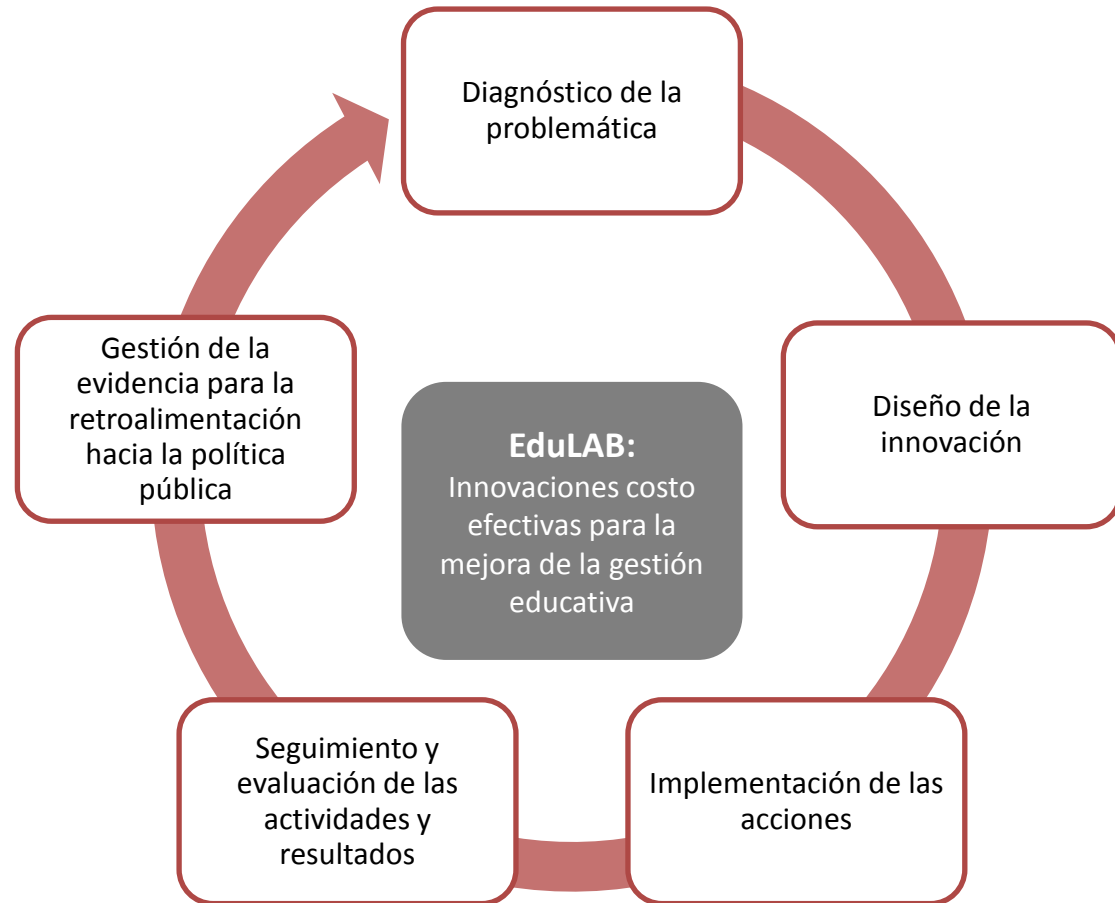 Diagnóstico de la
problemática
Diseño de la
innovación
Implementación de las
acciones
Seguimiento y
evaluación de las
actividades y
resultados
Gestión de la
evidencia para la
retroalimentación
hacia la política
pública
EduLAB:
Innovaciones costo
efectivas para la
mejora de la gestión
educativa